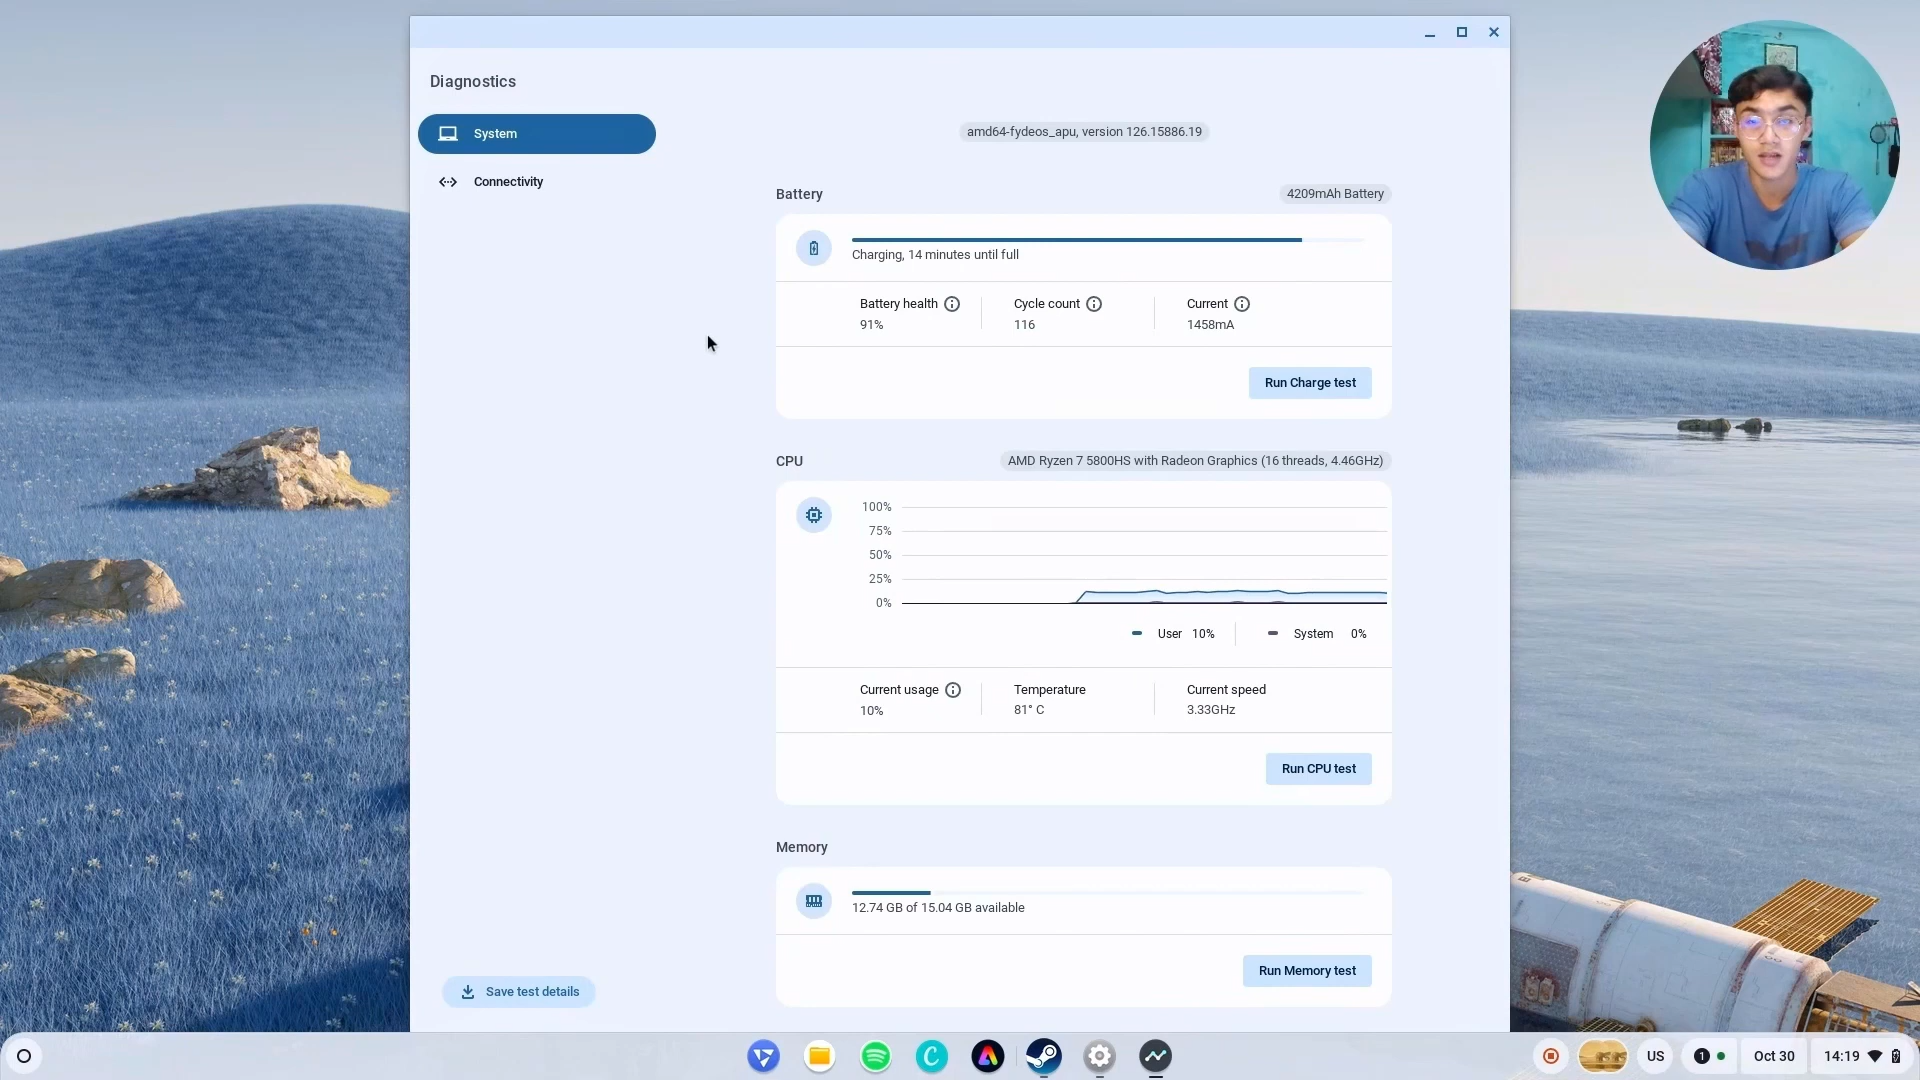 Diagnostics
System
Connectivity
amd64-fydeos_apu, version 126.15886.19
Battery
4209mAh Battery
Charging, 14 minutes until full
Battery health
91%
Cycle count
116
Current
1458mA
Run Charge test
CPU
AMD Ryzen 7 5800HS with Radeon Graphics (16 threads, 4.46GHz)
100%
75%
50%
25%
0%
User 10%
System 0%
Current usage
10%
Temperature
81° C
Current speed
3.33GHz
Run CPU test
Memory
12.74 GB of 15.04 GB available
Run Memory test
Save test details
US
1
Oct 30
14:19